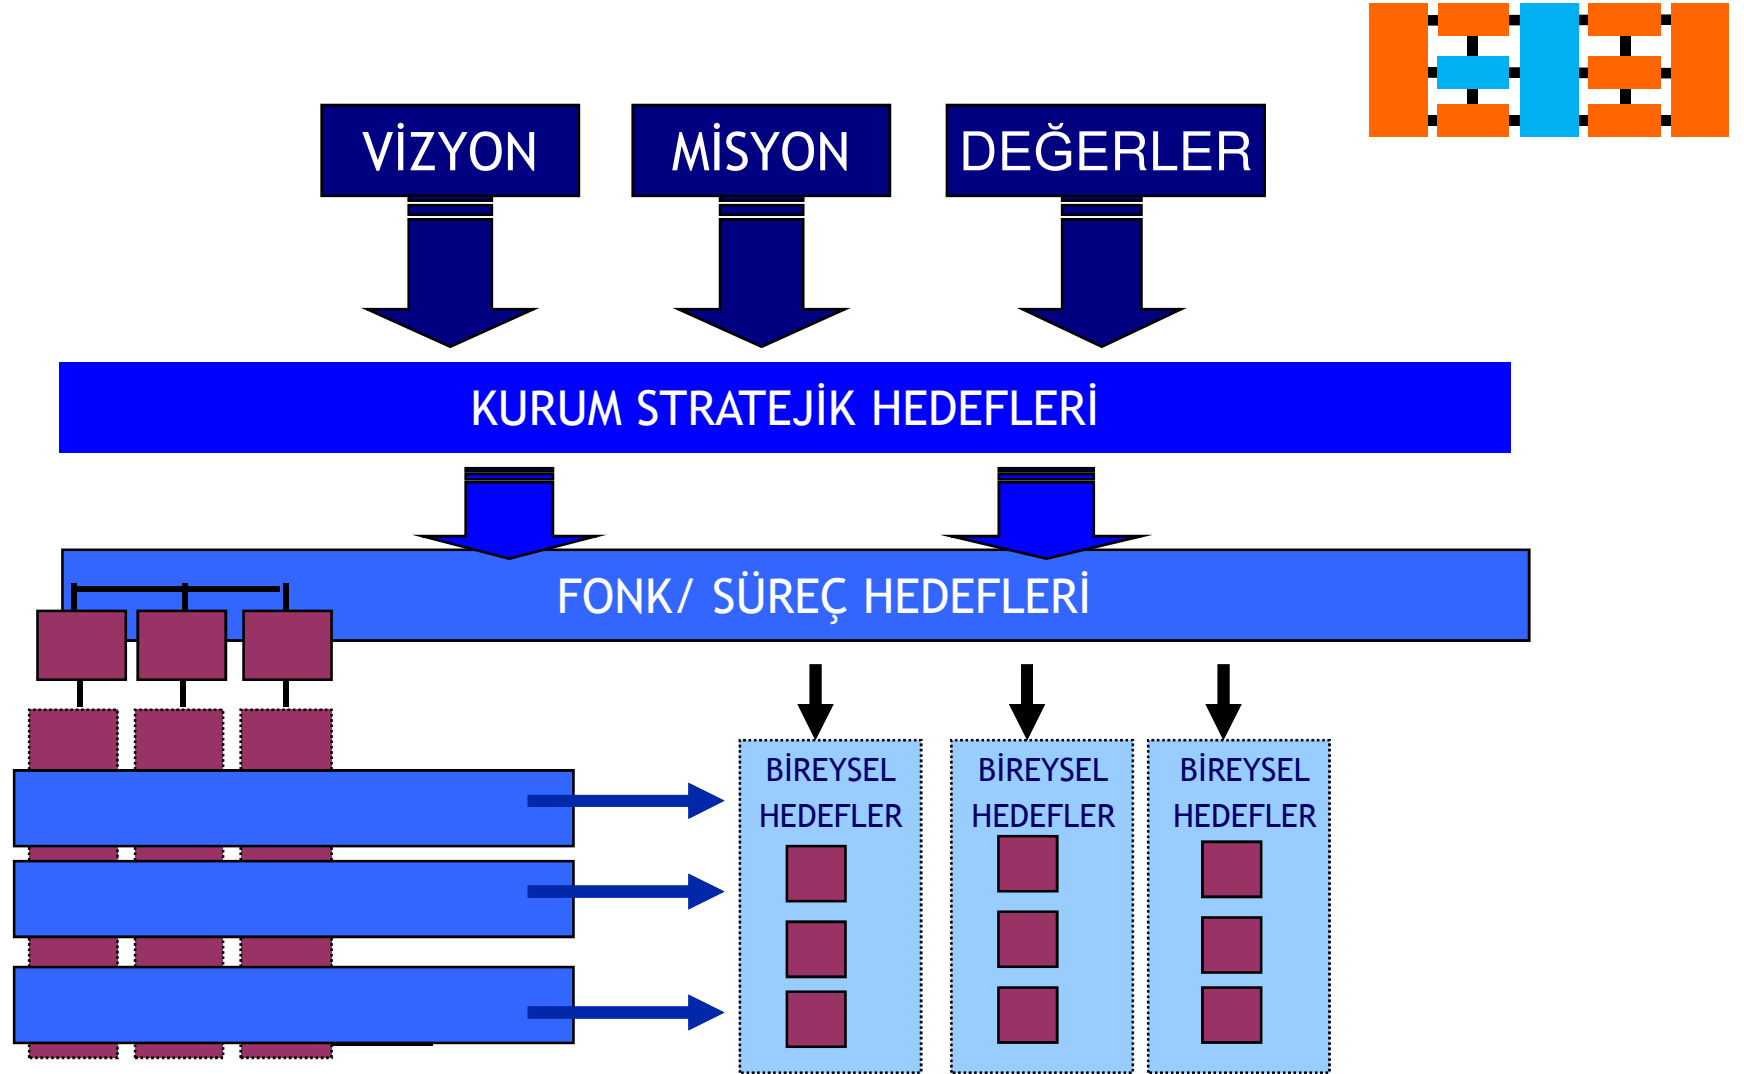 VİZYON
MİSYON
DEĞERLER
KURUM STRATEJİK HEDEFLERİ
FONK/ SÜREÇ HEDEFLERİ
BİREYSEL
HEDEFLER
BİREYSEL
HEDEFLER
BİREYSEL
HEDEFLER